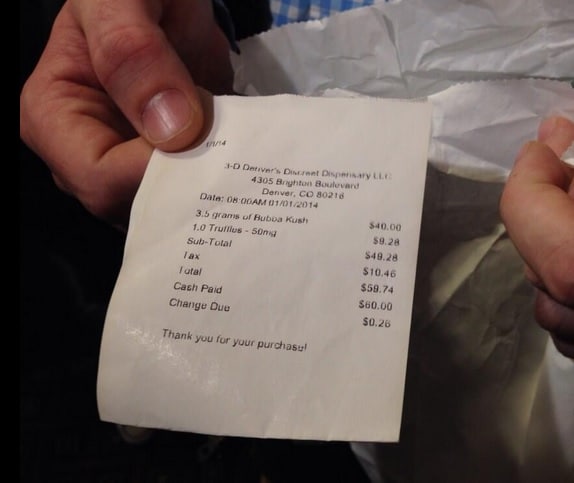 1/1/14
3-D Denver's Discreet Dispensary LLC
4305 Brighton Boulevard
Denver, CO 80216
Date: 08:00AM 01/01/2014
3.5 grams of Bubba Kush $40.00
1.0 Truffles - 50mg $9.28
Sub-Total $49.28
Tax $10.46
Total $59.74
Cash Paid $60.00
Change Due $0.26
Thank you for your purchase!